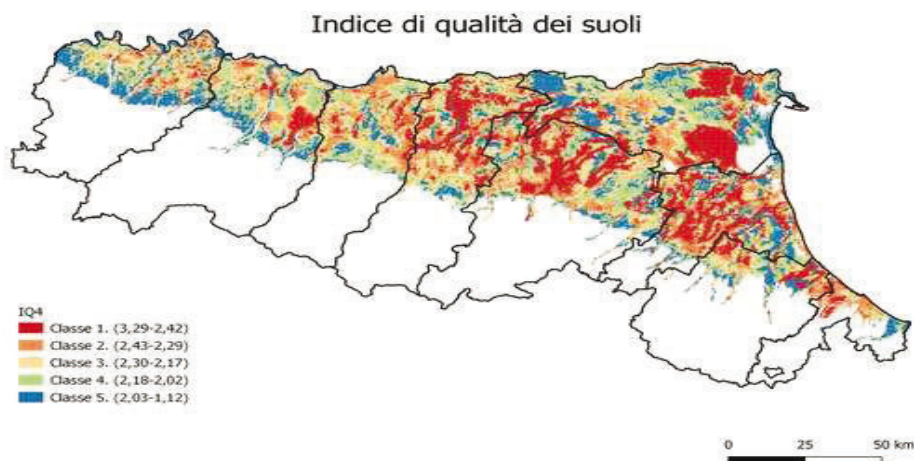 Indice di qualità dei suoli
IQ4
Classe 1. (3,29-2,42)
Classe 2. (2,43-2,29)
Classe 3. (2,30-2,17)
Classe 4. (2,18-2,02)
Classe 5. (2,03-1,12)
0 25 50 km